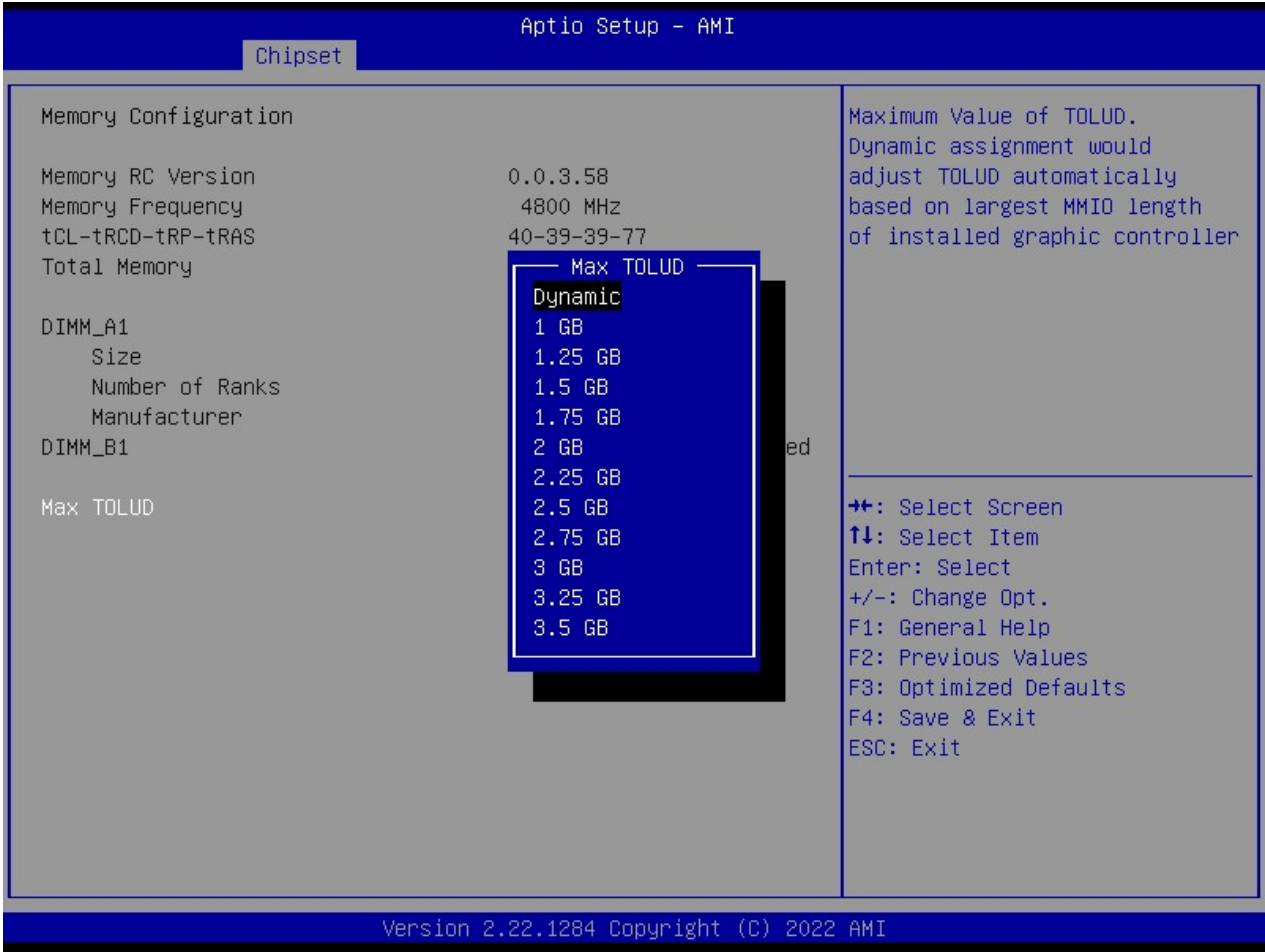 Aptio Setup – AMI
Chipset
Memory Configuration
Memory RC Version 0.0.3.58
Memory Frequency 4800 MHz
tCL-tRCD-tRP-tRAS 40-39-39-77
Total Memory
DIMM_A1
Size
Number of Ranks
Manufacturer
DIMM_B1 ed
Max TOLUD
Max TOLUD
Dynamic
1 GB
1.25 GB
1.5 GB
1.75 GB
2 GB
2.25 GB
2.5 GB
2.75 GB
3 GB
3.25 GB
3.5 GB
Maximum Value of TOLUD.
Dynamic assignment would
adjust TOLUD automatically
based on largest MMIO length
of installed graphic controller
→←: Select Screen
↑↓: Select Item
Enter: Select
+/-: Change Opt.
F1: General Help
F2: Previous Values
F3: Optimized Defaults
F4: Save & Exit
ESC: Exit
Version 2.22.1284 Copyright (C) 2022 AMI